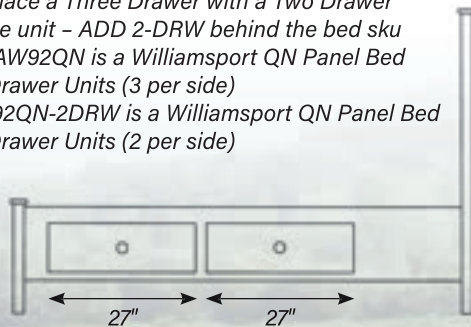 lace a Three Drawer with a Two Drawer
e unit – ADD 2-DRW behind the bed sku
AW92QN is a Williamsport QN Panel Bed
rawer Units (3 per side)
92QN-2DRW is a Williamsport QN Panel Bed
rawer Units (2 per side)
27" 27"